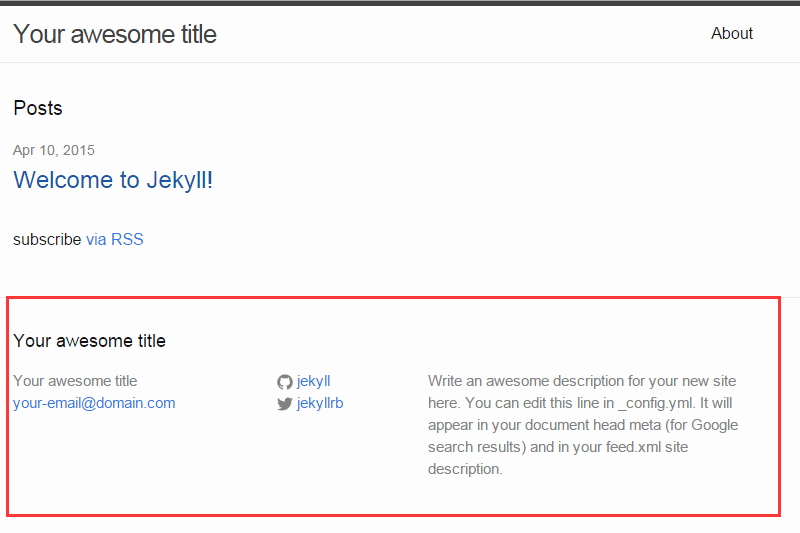 Your awesome title
About
Posts
Apr 10, 2015
Welcome to Jekyll!
subscribe via RSS
Your awesome title
Your awesome title
your-email@domain.com
jekyll
jekyllrb
Write an awesome description for your new site
here. You can edit this line in _config.yml. It will
appear in your document head meta (for Google
search results) and in your feed.xml site
description.